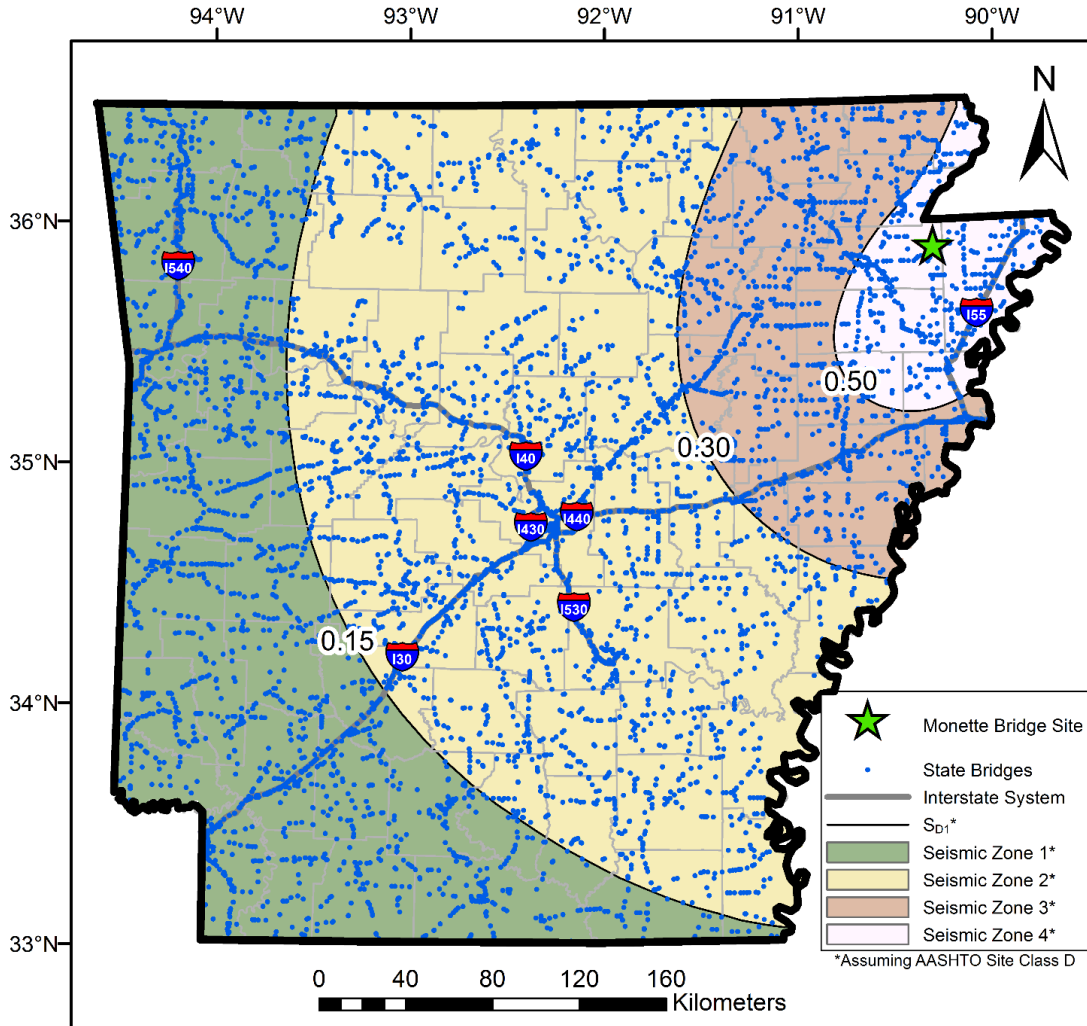 94°W 93°W 92°W 91°W 90°W
N
36°N
I540
I55
0.50
35°N
0.30
I40
I440
I430
I530
0.15
I30
34°N
33°N
Monette Bridge Site
State Bridges
Interstate System
SD1*
Seismic Zone 1*
Seismic Zone 2*
Seismic Zone 3*
Seismic Zone 4*
*Assuming AASHTO Site Class D
0 40 80 120 160
Kilometers